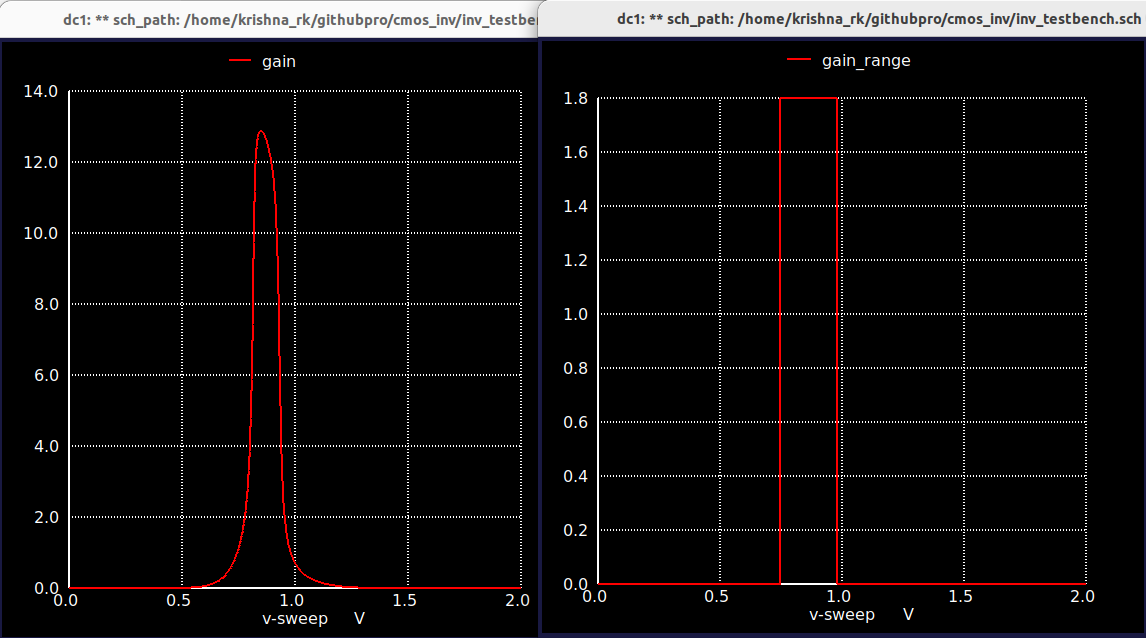 dc1: ** sch_path: /home/krishna_rk/githubpro/cmos_inv/inv_testbe
gain
14.0
12.0
10.0
8.0
6.0
4.0
2.0
0.0
0.0 0.5 1.0 1.5 2.0
v-sweep V
dc1: ** sch_path: /home/krishna_rk/githubpro/cmos_inv/inv_testbench.sch
gain_range
1.8
1.6
1.4
1.2
1.0
0.8
0.6
0.4
0.2
0.0
0.0 0.5 1.0 1.5 2.0
v-sweep V